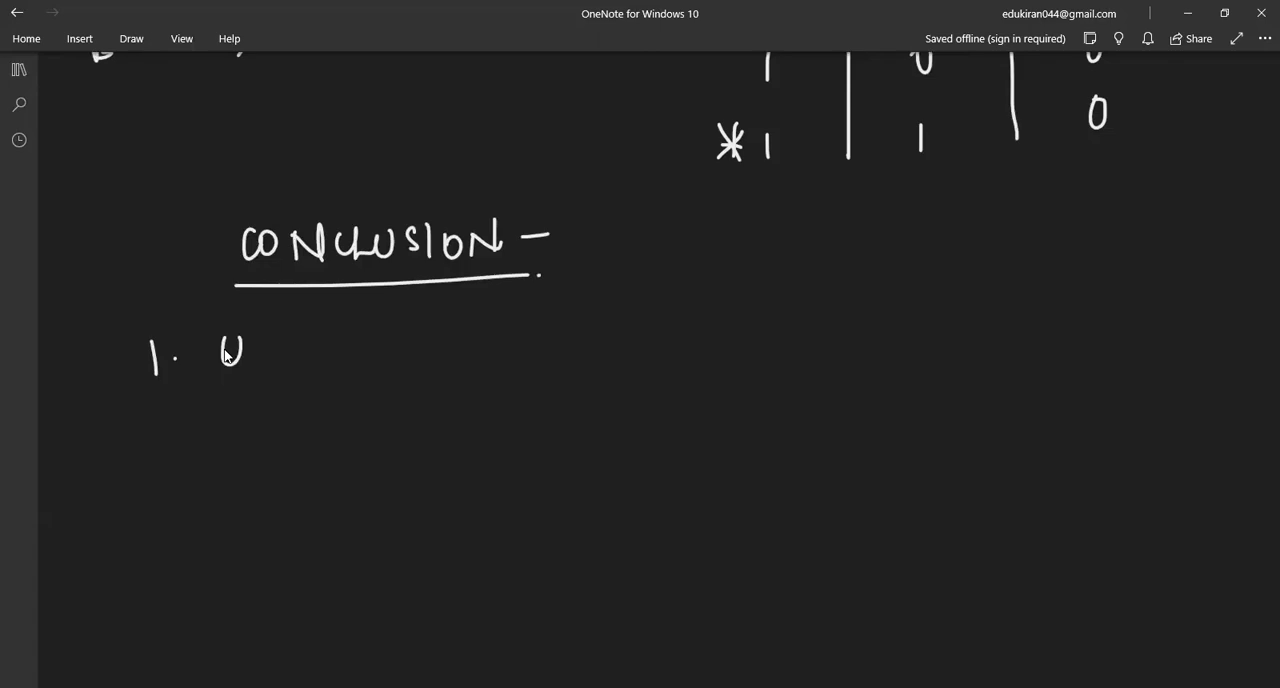 OneNote for Windows 10
edukiran044@gmail.com
Home Insert Draw View Help
Saved offline (sign in required)
Share
1 0 0
*1 1 0
CONCLUSION -
1. U